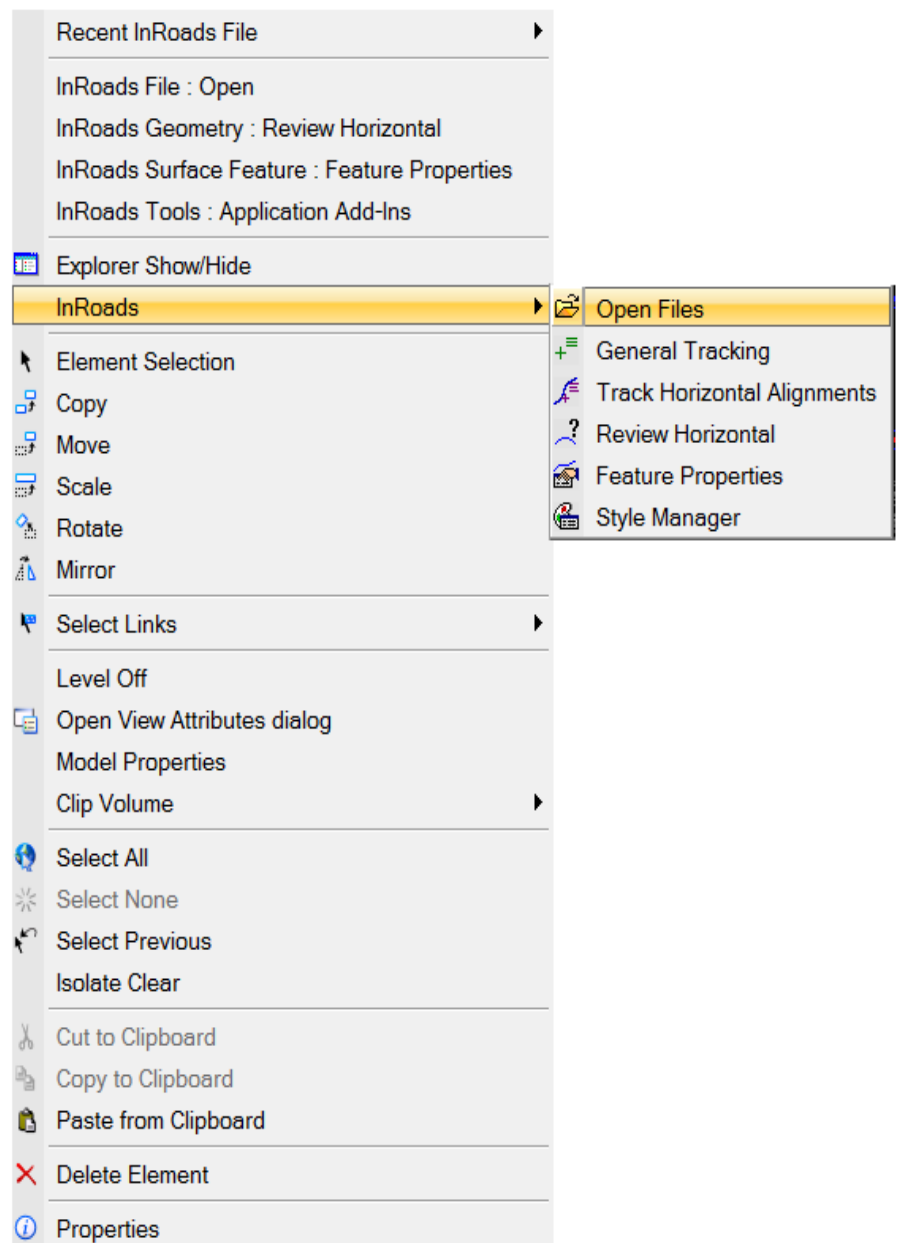 Recent InRoads File
InRoads File : Open
InRoads Geometry : Review Horizontal
InRoads Surface Feature : Feature Properties
InRoads Tools : Application Add-Ins
Explorer Show/Hide
InRoads
Open Files
General Tracking
Track Horizontal Alignments
Review Horizontal
Feature Properties
Style Manager
Element Selection
Copy
Move
Scale
Rotate
Mirror
Select Links
Level Off
Open View Attributes dialog
Model Properties
Clip Volume
Select All
Select None
Select Previous
Isolate Clear
Cut to Clipboard
Copy to Clipboard
Paste from Clipboard
Delete Element
Properties